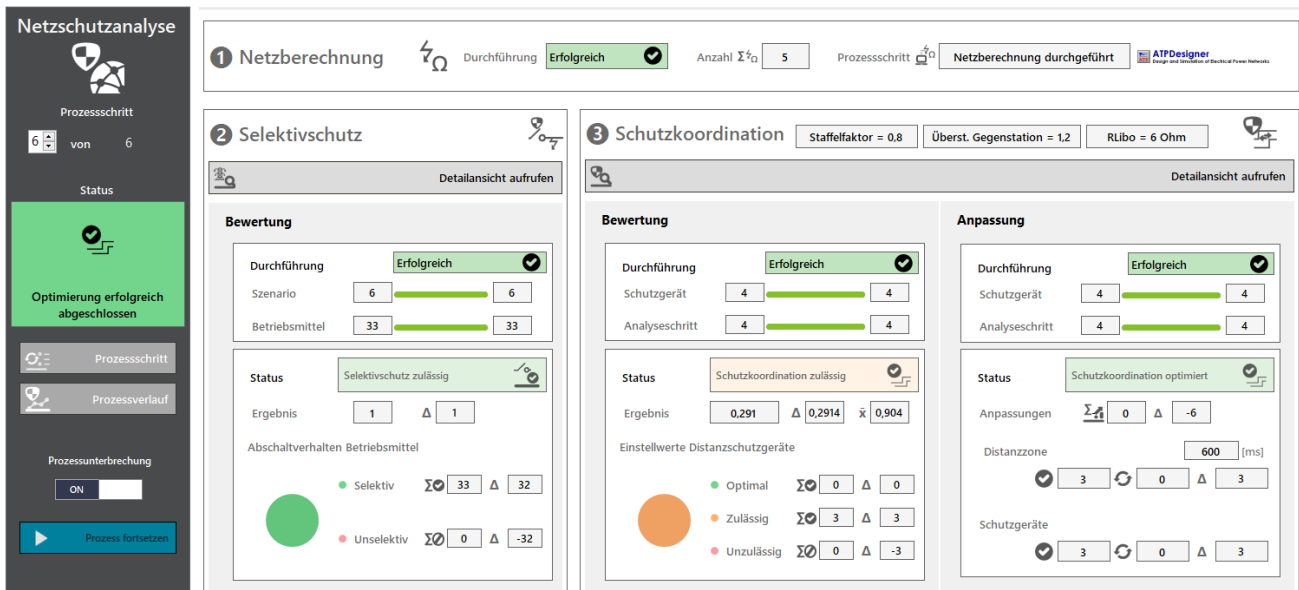 Netzschutzanalyse
Prozessschritt
6 von 6
Status
Optimierung erfolgreich
abgeschlossen
Prozessschritt
Prozessverlauf
Prozessunterbrechung
ON
Prozess fortsetzen
1 Netzberechnung Ω Durchführung Erfolgreich Anzahl Σ Ω 5 Prozessschritt Ω Netzberechnung durchgeführt ATPDesigner
Design and Simulation of Electrical Power Networks
2 Selektivschutz
Detailansicht aufrufen
Bewertung
Durchführung Erfolgreich
Szenario 6 6
Betriebsmittel 33 33
Status Selektivschutz zulässig
Ergebnis 1 Δ 1
Abschaltverhalten Betriebsmittel
Selektiv Σ 33 Δ 32
Unselektiv Σ 0 Δ -32
3 Schutzkoordination Staffelfaktor = 0,8 Überst. Gegenstation = 1,2 RLibo = 6 Ohm
Detailansicht aufrufen
Bewertung
Durchführung Erfolgreich
Schutzgerät 4 4
Analyseschritt 4 4
Status Schutzkoordination zulässig
Ergebnis 0,291 Δ 0,2914 x̄ 0,904
Einstellwerte Distanzschutzgeräte
Optimal Σ 0 Δ 0
Zulässig Σ 3 Δ 3
Unzulässig Σ 0 Δ -3
Anpassung
Durchführung Erfolgreich
Schutzgerät 4 4
Analyseschritt 4 4
Status Schutzkoordination optimiert
Anpassungen Σ 0 Δ -6
Distanzzone 600 [ms]
3 0 Δ 3
Schutzgeräte
3 0 Δ 3